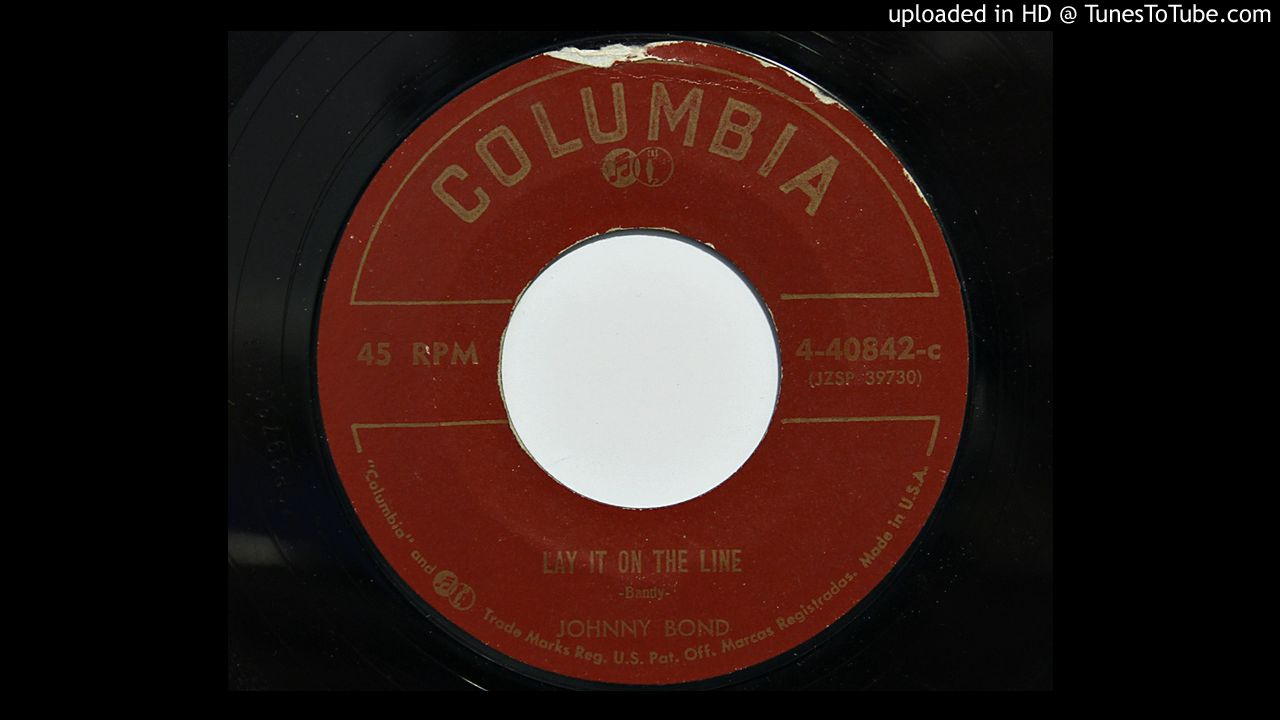 uploaded in HD @ TunesToTube.com
COLUMBIA
45 RPM
4-40842-c
(JZSP 39730)
LAY IT ON THE LINE
-Bandy-
JOHNNY BOND
"Columbia" and Trade Marks Reg. U.S. Pat. Off. Marcas Registradas. Made in U.S.A.